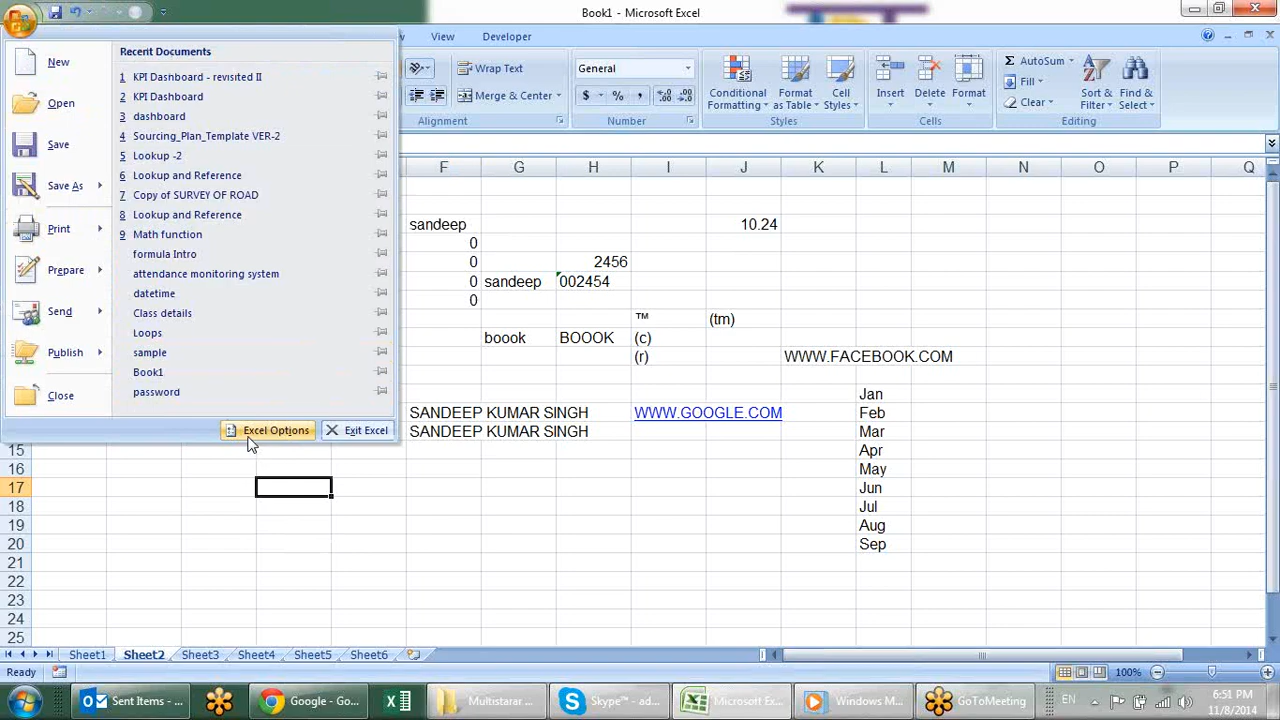 Book1 - Microsoft Excel
View Developer
Recent Documents
New
Open
Save
Save As
Print
Prepare
Send
Publish
Close
1 KPI Dashboard - revisited II
2 KPI Dashboard
3 dashboard
4 Sourcing_Plan_Template VER-2
5 Lookup -2
6 Lookup and Reference
7 Copy of SURVEY OF ROAD
8 Lookup and Reference
9 Math function
formula Intro
attendance monitoring system
datetime
Class details
Loops
sample
Book1
password
Excel Options Exit Excel
Wrap Text
Merge & Center
Alignment
General
$ % ,
Number
Conditional Formatting
Format as Table
Cell Styles
Styles
Insert Delete Format
Cells
Σ AutoSum
Fill
Clear
Sort & Filter
Find & Select
Editing
F G H I J K L M N O P Q
sandeep 10.24
0
0 2456
0 sandeep 002454
0
™ (tm)
boook BOOOK (c)
(r) WWW.FACEBOOK.COM
Jan
SANDEEP KUMAR SINGH WWW.GOOGLE.COM Feb
SANDEEP KUMAR SINGH Mar
15 Apr
16 May
17 Jun
18 Jul
19 Aug
20 Sep
21
22
23
24
25
Sheet1 Sheet2 Sheet3 Sheet4 Sheet5 Sheet6
Ready 100%
Sent Items - ...
Google - Go...
Multistarar ...
Skype™ - ad...
Microsoft Ex...
Windows M...
GoToMeeting
EN
6:51 PM
11/8/2014